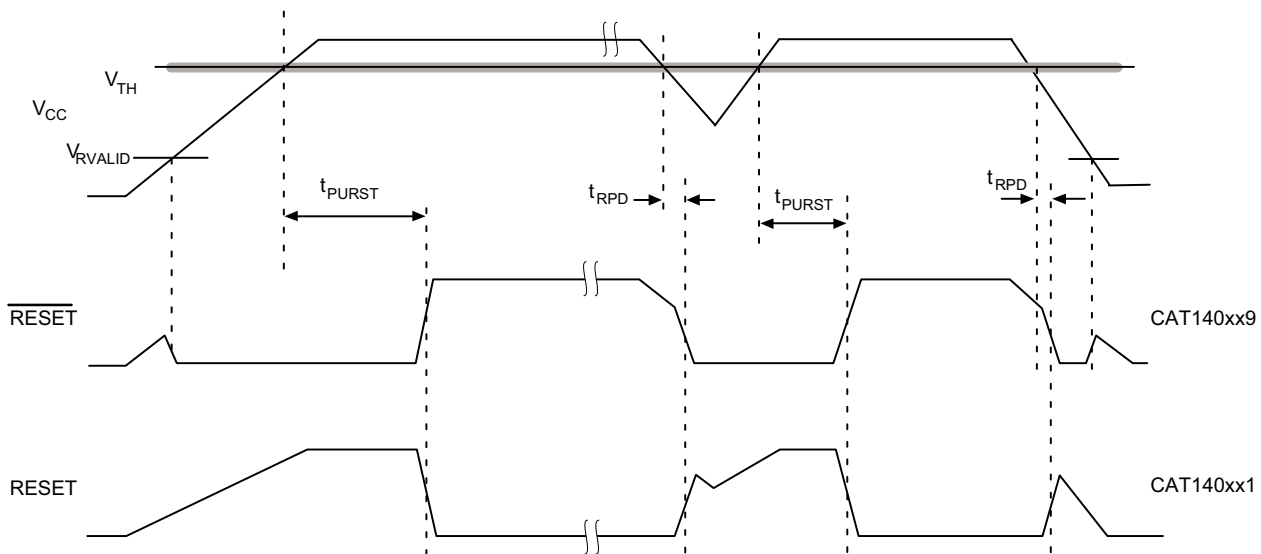 V_TH
V_CC
V_RVALID
t_PURST
t_RPD
t_PURST
t_RPD
RESET
CAT140xx9
RESET
CAT140xx1